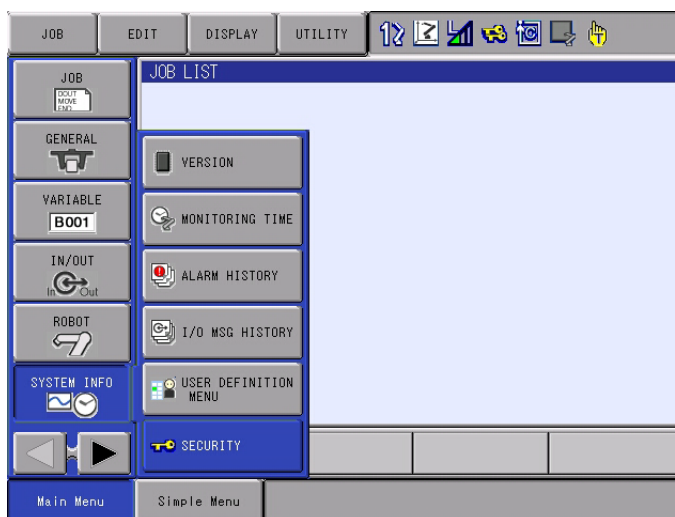 JOB
EDIT
DISPLAY
UTILITY
JOB
DOUT
MOVE
END
GENERAL
VARIABLE
B001
IN/OUT
In
Out
ROBOT
SYSTEM INFO
JOB LIST
VERSION
MONITORING TIME
ALARM HISTORY
I/O MSG HISTORY
USER DEFINITION
MENU
SECURITY
Main Menu
Simple Menu